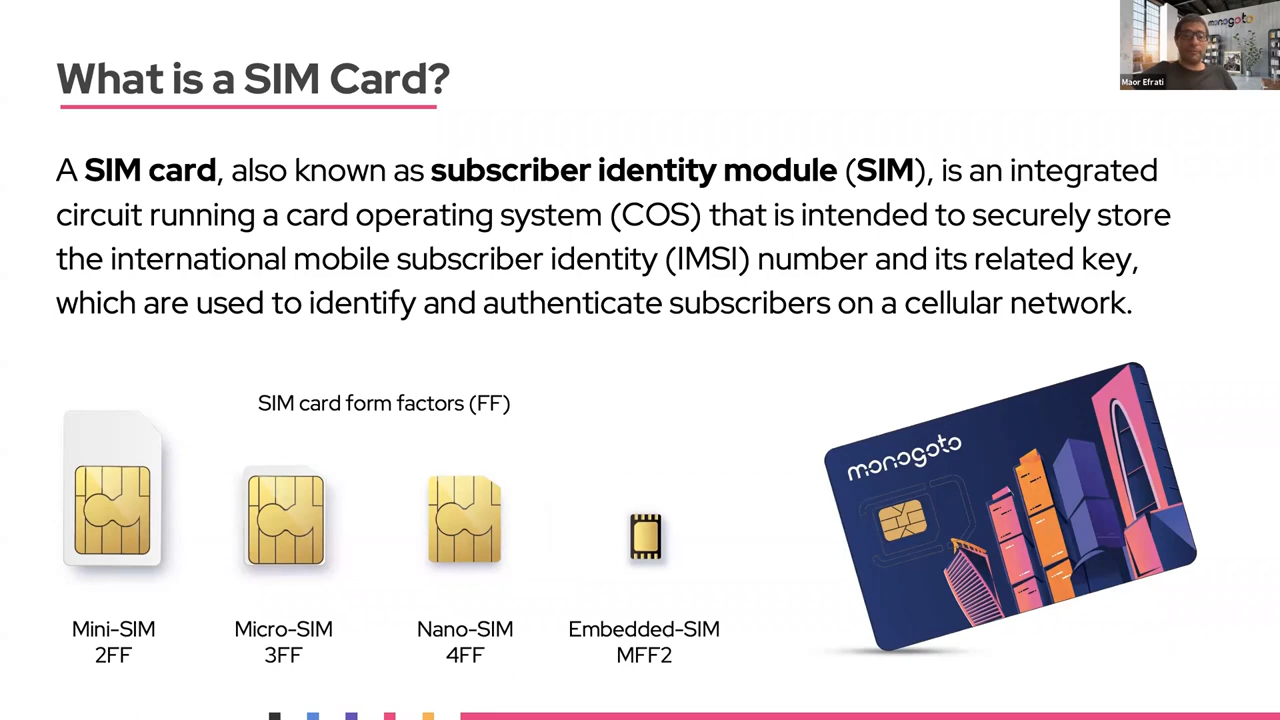 monogoto
Maor Efrati
What is a SIM Card?
A SIM card, also known as subscriber identity module (SIM), is an integrated
circuit running a card operating system (COS) that is intended to securely store
the international mobile subscriber identity (IMSI) number and its related key,
which are used to identify and authenticate subscribers on a cellular network.
SIM card form factors (FF)
monogoto
Mini-SIM
2FF
Micro-SIM
3FF
Nano-SIM
4FF
Embedded-SIM
MFF2